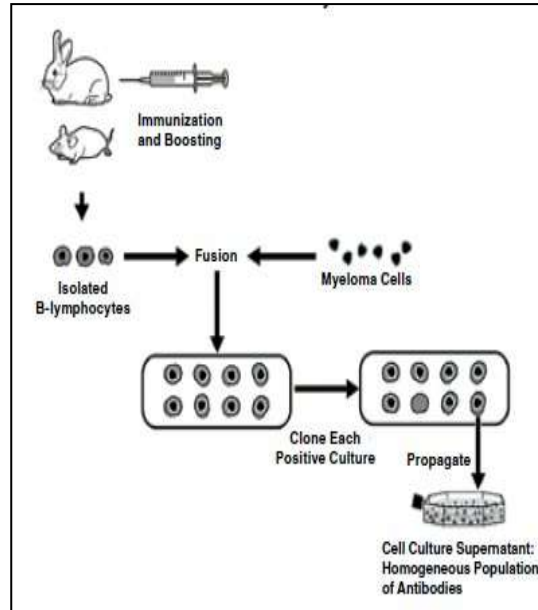 Immunization
and Boosting
Fusion
Isolated
B-lymphocytes
Myeloma Cells
Clone Each
Positive Culture
Propagate
Cell Culture Supernatant:
Homogeneous Population
of Antibodies